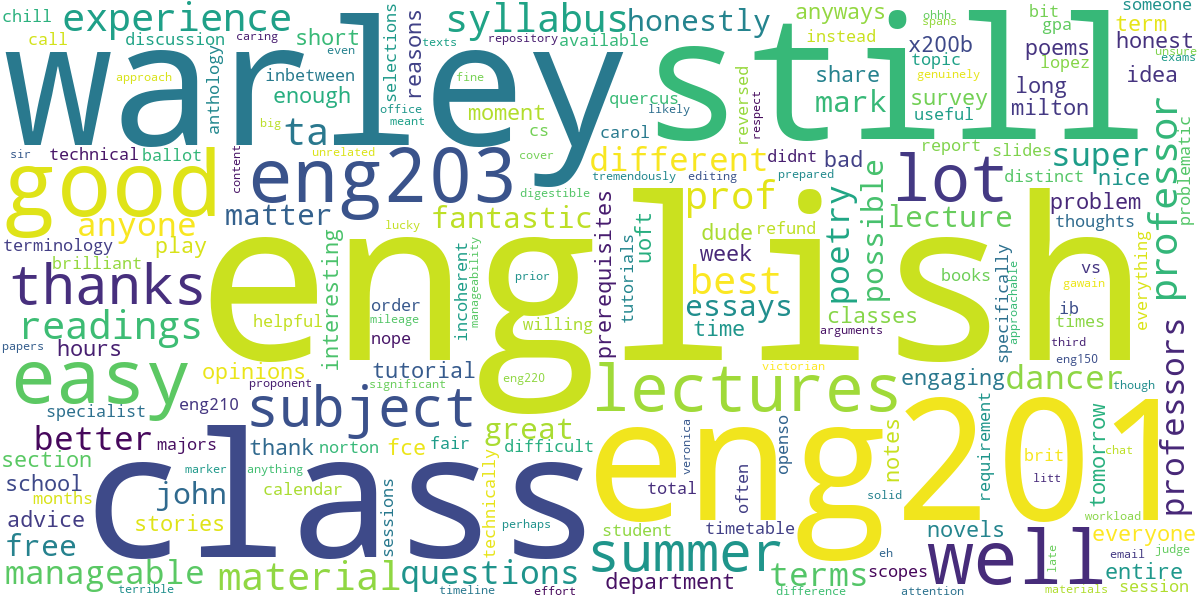 chill
experience
call
discussion
caring
short
even
syllabus
honestly
texts
repository
available
anyways
instead
ohhh
spans
bit
gpa
someone
term
unsure
exams
warley
still
approach
anthology
inbetween
enough
selections
reasons
office
meant
ta
big
moment
fine
quercus
cs
likely
carol
reversed
respect
x200b
topic
genuinely
share
mark
survey
useful
poems
lopez
long
milton
honest
idea
sir
technical
ballot
content
unrelated
eng203
cover
digestible
different
tremendously
editing
didnt
prepared
bad
report
slides
distinct
super
nice
problematic
good
anyone
matter
fantastic
prerequisites
prof
poetry
possible
lot
lecture
problem
thoughts
professor
terminology
play
brilliant
lucky
interesting
incoherent
manageability
tutorials
uoft
dude
refund
week
best
books
specifically
approachable
vs
gawain
everything
thanks
english
prior
order
mileage
nope
helpful
willing
essays
time
classes
arguments
ib
times
third
eng150
readings
papers
hours
easy
opinions
proponent
tutorial
significant
eng220
victorian
lectures
engaging
dancer
though
professors
specialist
eng210
subject
better
majors
thank
norton
fce
fair
great
difficult
technically
veronica
often
openso
notes
requirement
brit
litt
chat
tomorrow
section
school
months
advice
free
john
marker
anything
calendar
stories
sessions
class
perhaps
total
solid
eng201
workload
student
timetable
novels
everyone
manageable
terrible
material
questions
timeline
effort
summer
department
terms
difference
eh
scopes
attention
well
late
email
judge
entire
materials
session